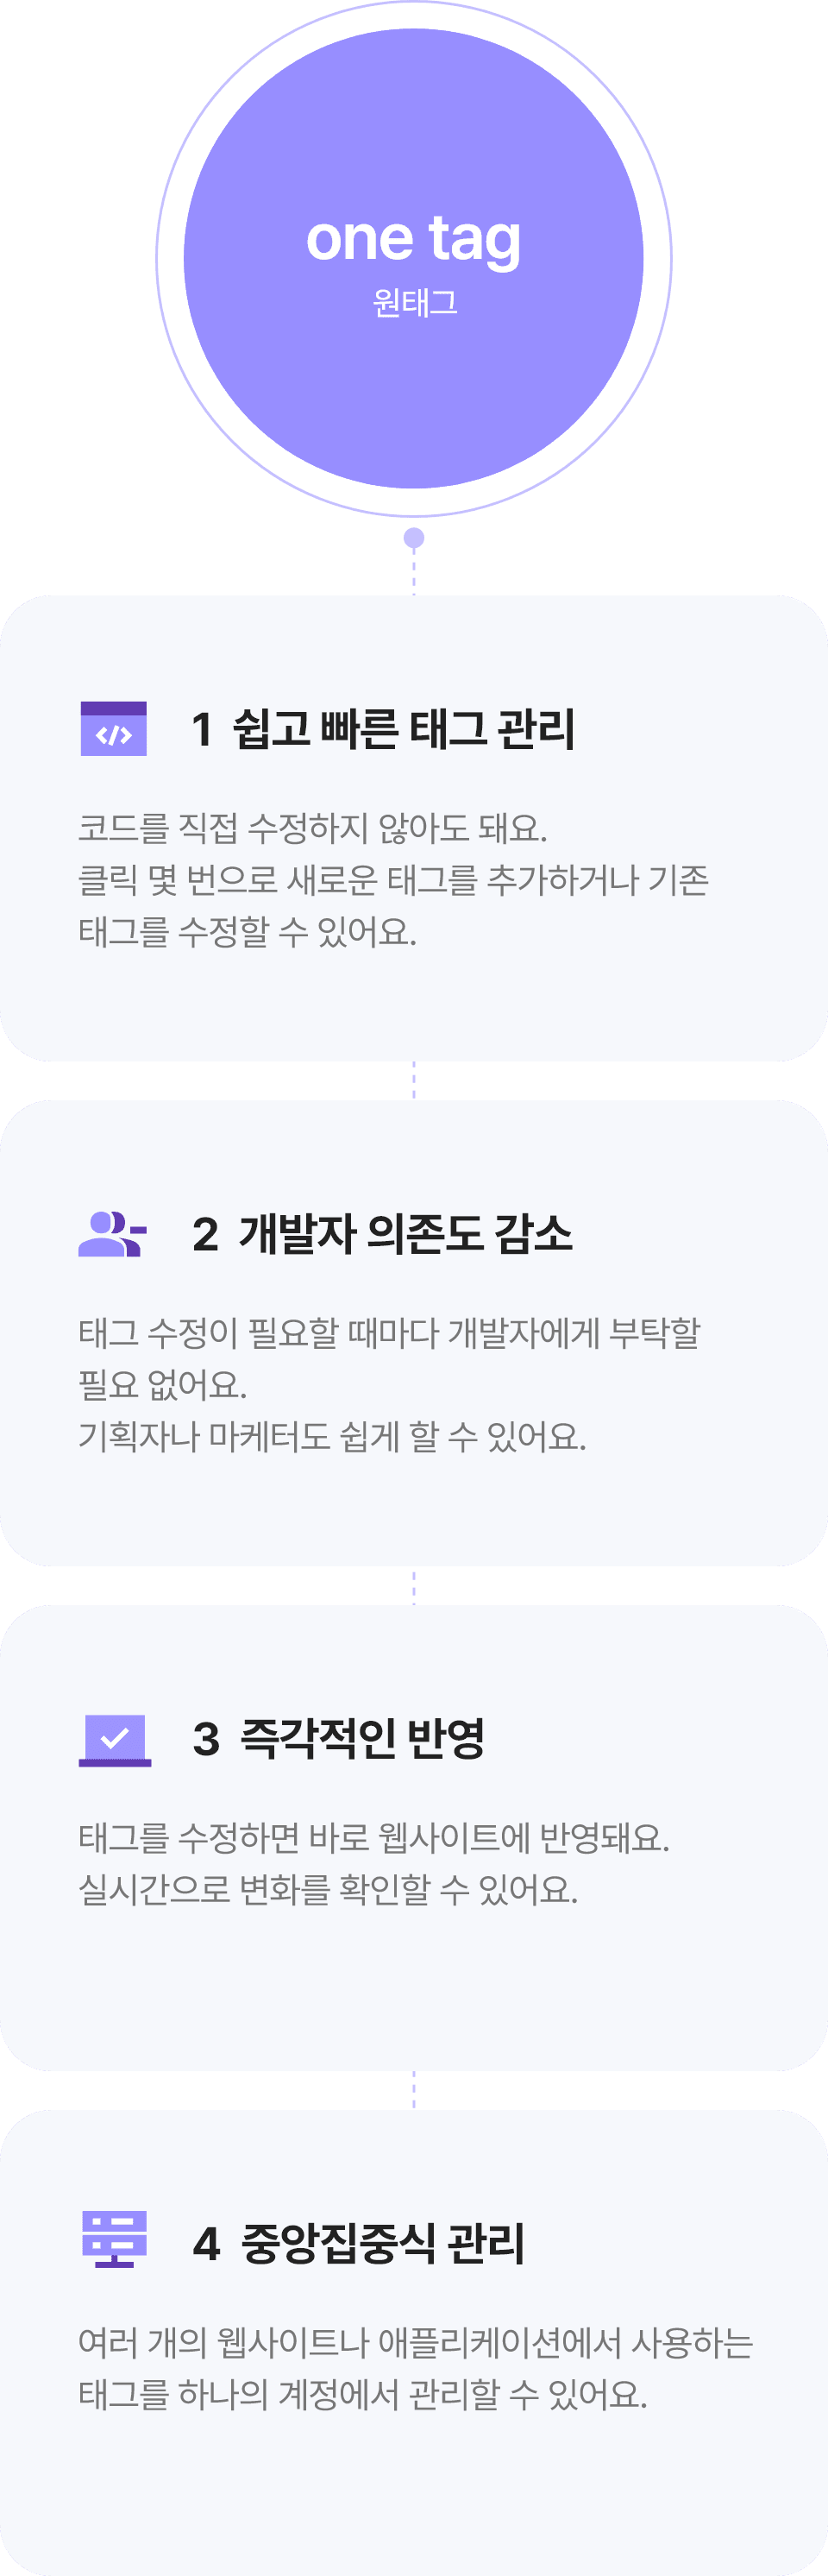 one tag
원태그
1 쉽고 빠른 태그 관리
코드를 직접 수정하지 않아도 돼요.
클릭 몇 번으로 새로운 태그를 추가하거나 기존
태그를 수정할 수 있어요.
2 개발자 의존도 감소
태그 수정이 필요할 때마다 개발자에게 부탁할
필요 없어요.
기획자나 마케터도 쉽게 할 수 있어요.
3 즉각적인 반영
태그를 수정하면 바로 웹사이트에 반영돼요.
실시간으로 변화를 확인할 수 있어요.
4 중앙집중식 관리
여러 개의 웹사이트나 애플리케이션에서 사용하는
태그를 하나의 계정에서 관리할 수 있어요.